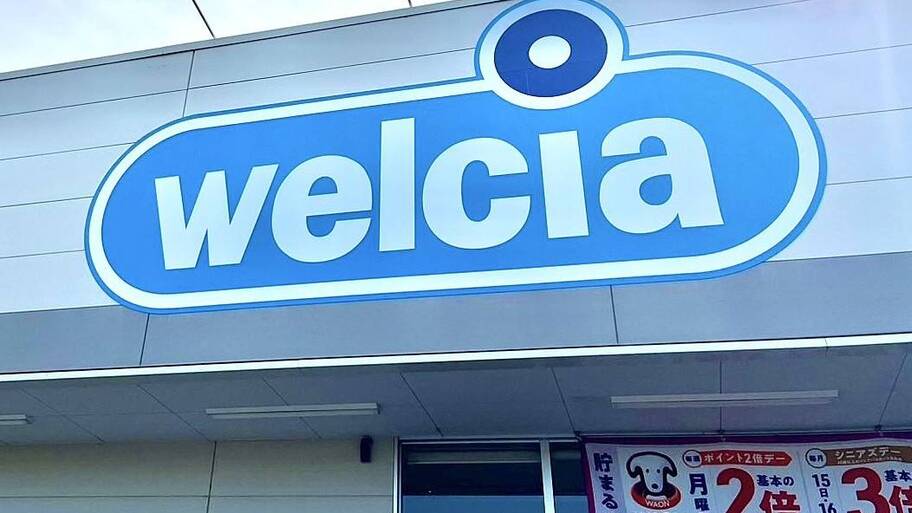 welcia
貯まる
WAON
毎週 ポイント2倍デー
月曜
基本の
2倍
毎月 シニアズデー
15日・16
基本
3倍